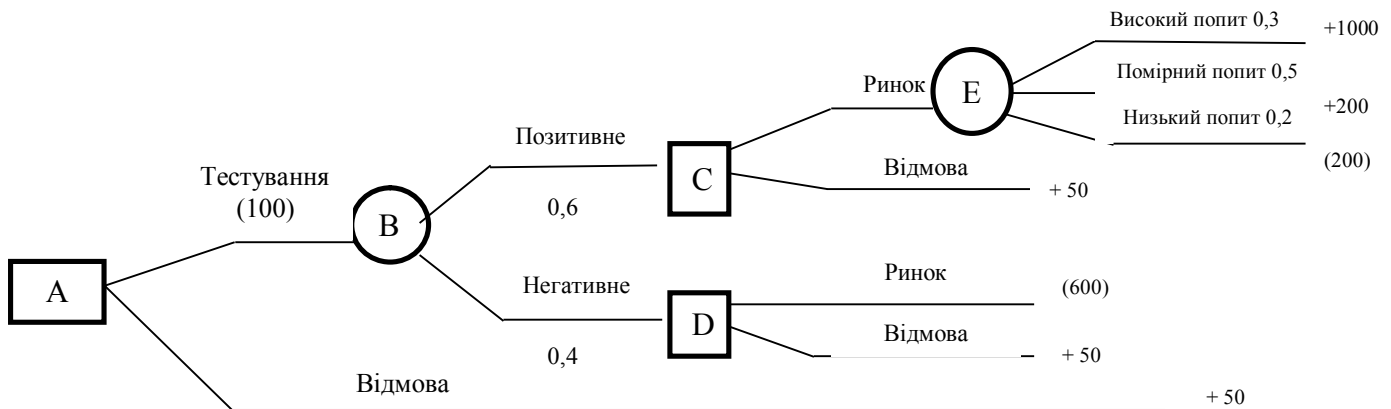 Високий попит 0,3
+1000
Помірний попит 0,5
+200
Низький попит 0,2
(200)
Ринок
E
Позитивне
0,6
C
Відмова
+ 50
Тестування
(100)
B
A
Негативне
0,4
D
Ринок
(600)
Відмова
+ 50
Відмова
+ 50